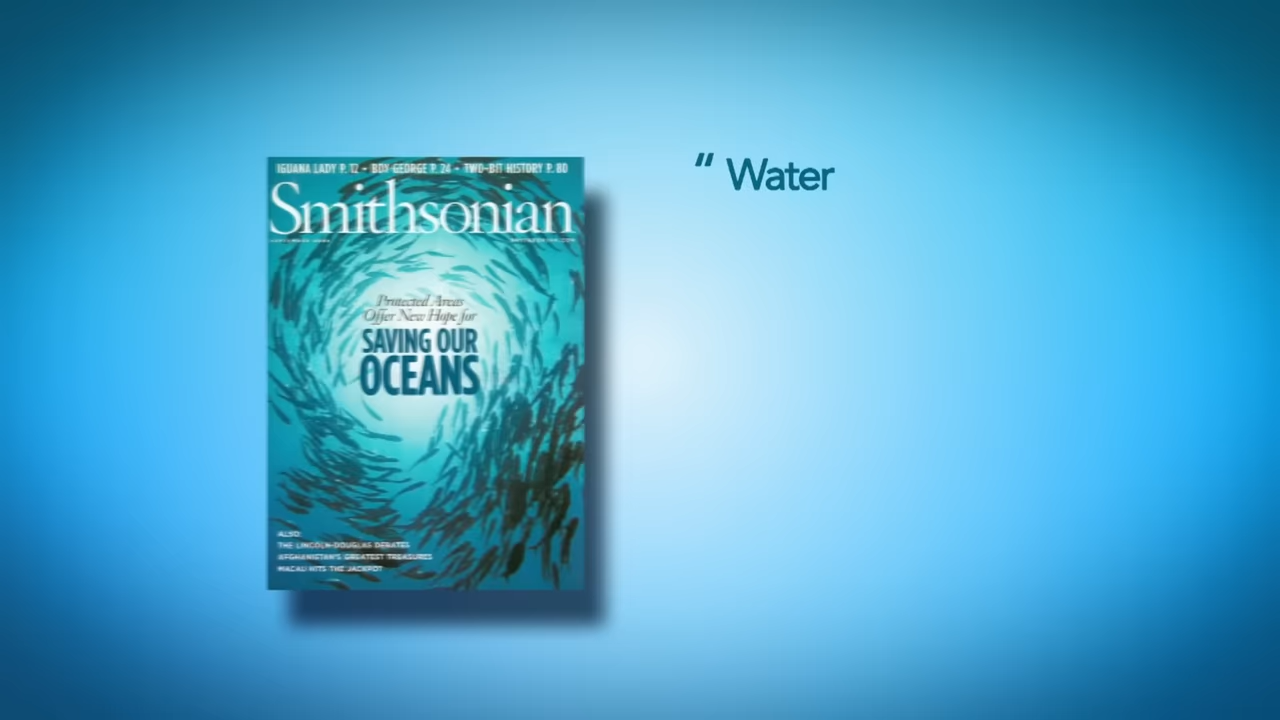 IGUANA LADY P. 12 • BOY GEORGE P. 24 • TWO-BIT HISTORY P. 80
Smithsonian
Protected Areas
Offer New Hope for
SAVING OUR
OCEANS
ALSO:
THE LINCOLN-DOUGLAS DEBATES
AFGHANISTAN'S GREATEST TREASURES
MACAU HITS THE JACKPOT
“ Water